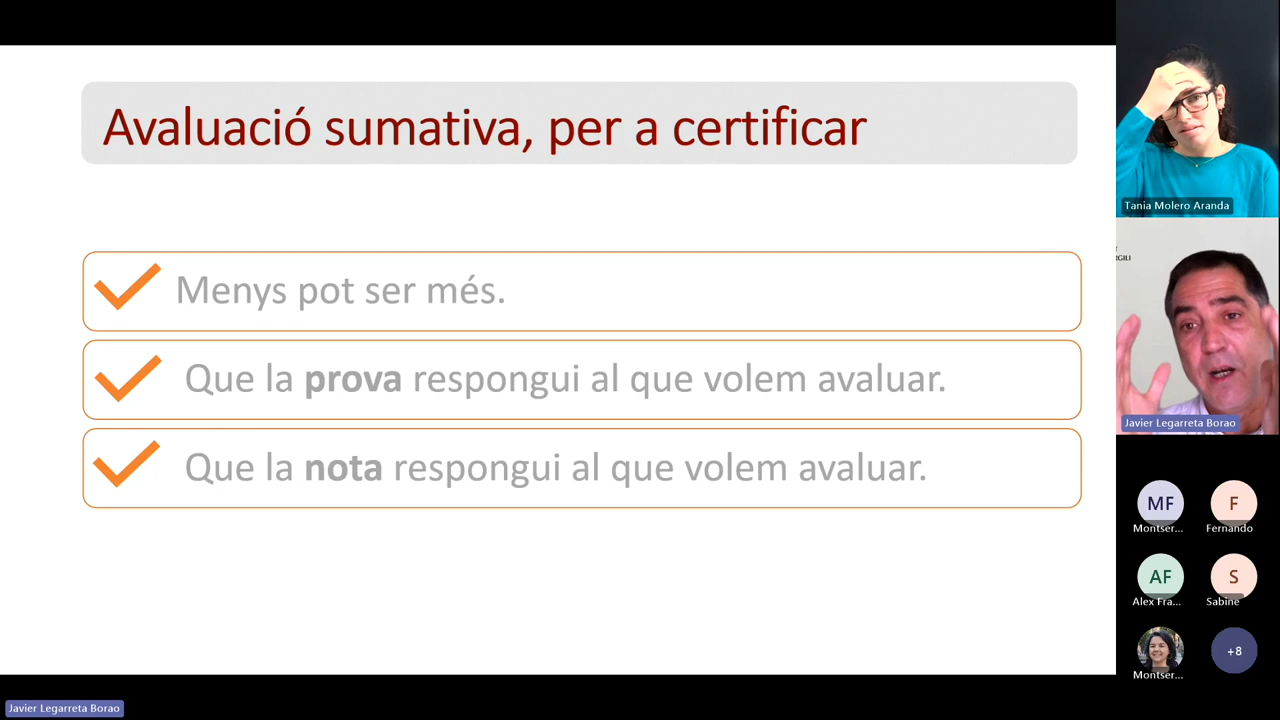 Avaluació sumativa, per a certificar
Menys pot ser més.
Que la prova respongui al que volem avaluar.
Que la nota respongui al que volem avaluar.
Tania Molero Aranda
Javier Legarreta Borao
MF
Montser...
F
Fernando
AF
Alex Fra...
S
Sabine
Montser...
+8
Javier Legarreta Borao